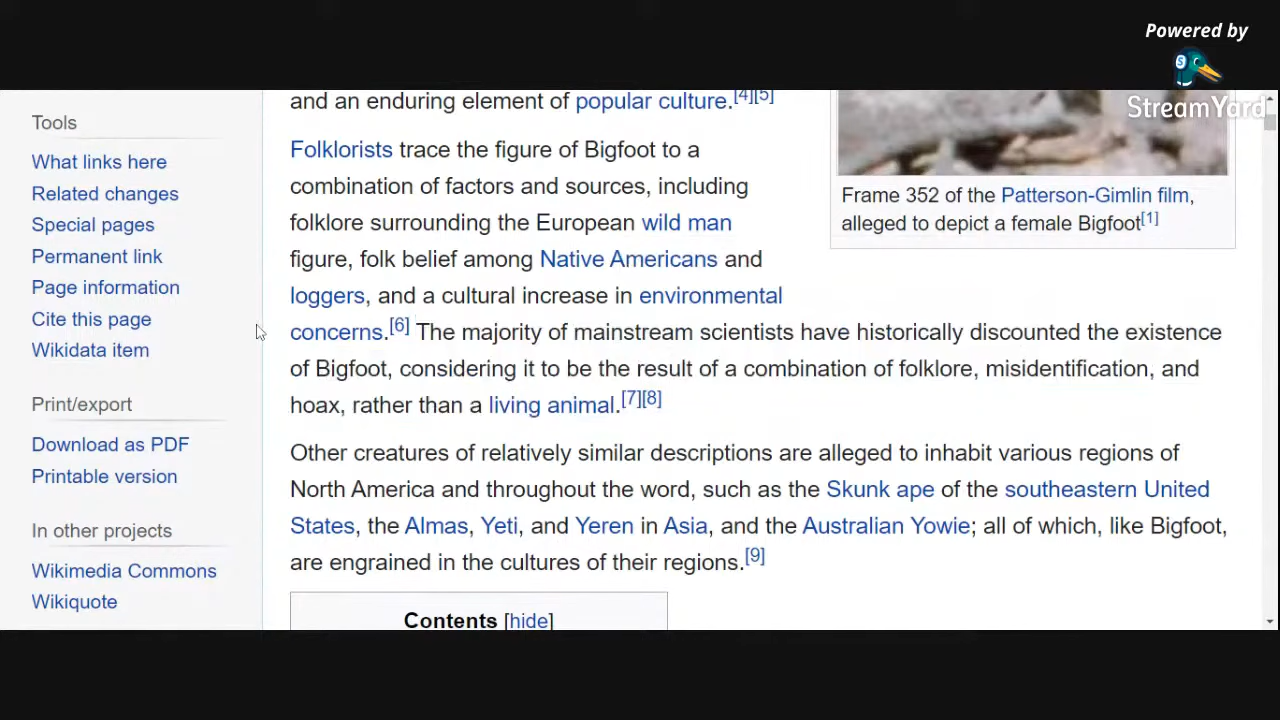 Powered by
StreamYard
Tools
What links here
Related changes
Special pages
Permanent link
Page information
Cite this page
Wikidata item
Print/export
Download as PDF
Printable version
In other projects
Wikimedia Commons
Wikiquote
and an enduring element of popular culture.[4][5]
Folklorists trace the figure of Bigfoot to a
combination of factors and sources, including
folklore surrounding the European wild man
figure, folk belief among Native Americans and
loggers, and a cultural increase in environmental
concerns.[6] The majority of mainstream scientists have historically discounted the existence
of Bigfoot, considering it to be the result of a combination of folklore, misidentification, and
hoax, rather than a living animal.[7][8]
Other creatures of relatively similar descriptions are alleged to inhabit various regions of
North America and throughout the word, such as the Skunk ape of the southeastern United
States, the Almas, Yeti, and Yeren in Asia, and the Australian Yowie; all of which, like Bigfoot,
are engrained in the cultures of their regions.[9]
Contents [hide]
Frame 352 of the Patterson-Gimlin film,
alleged to depict a female Bigfoot[1]